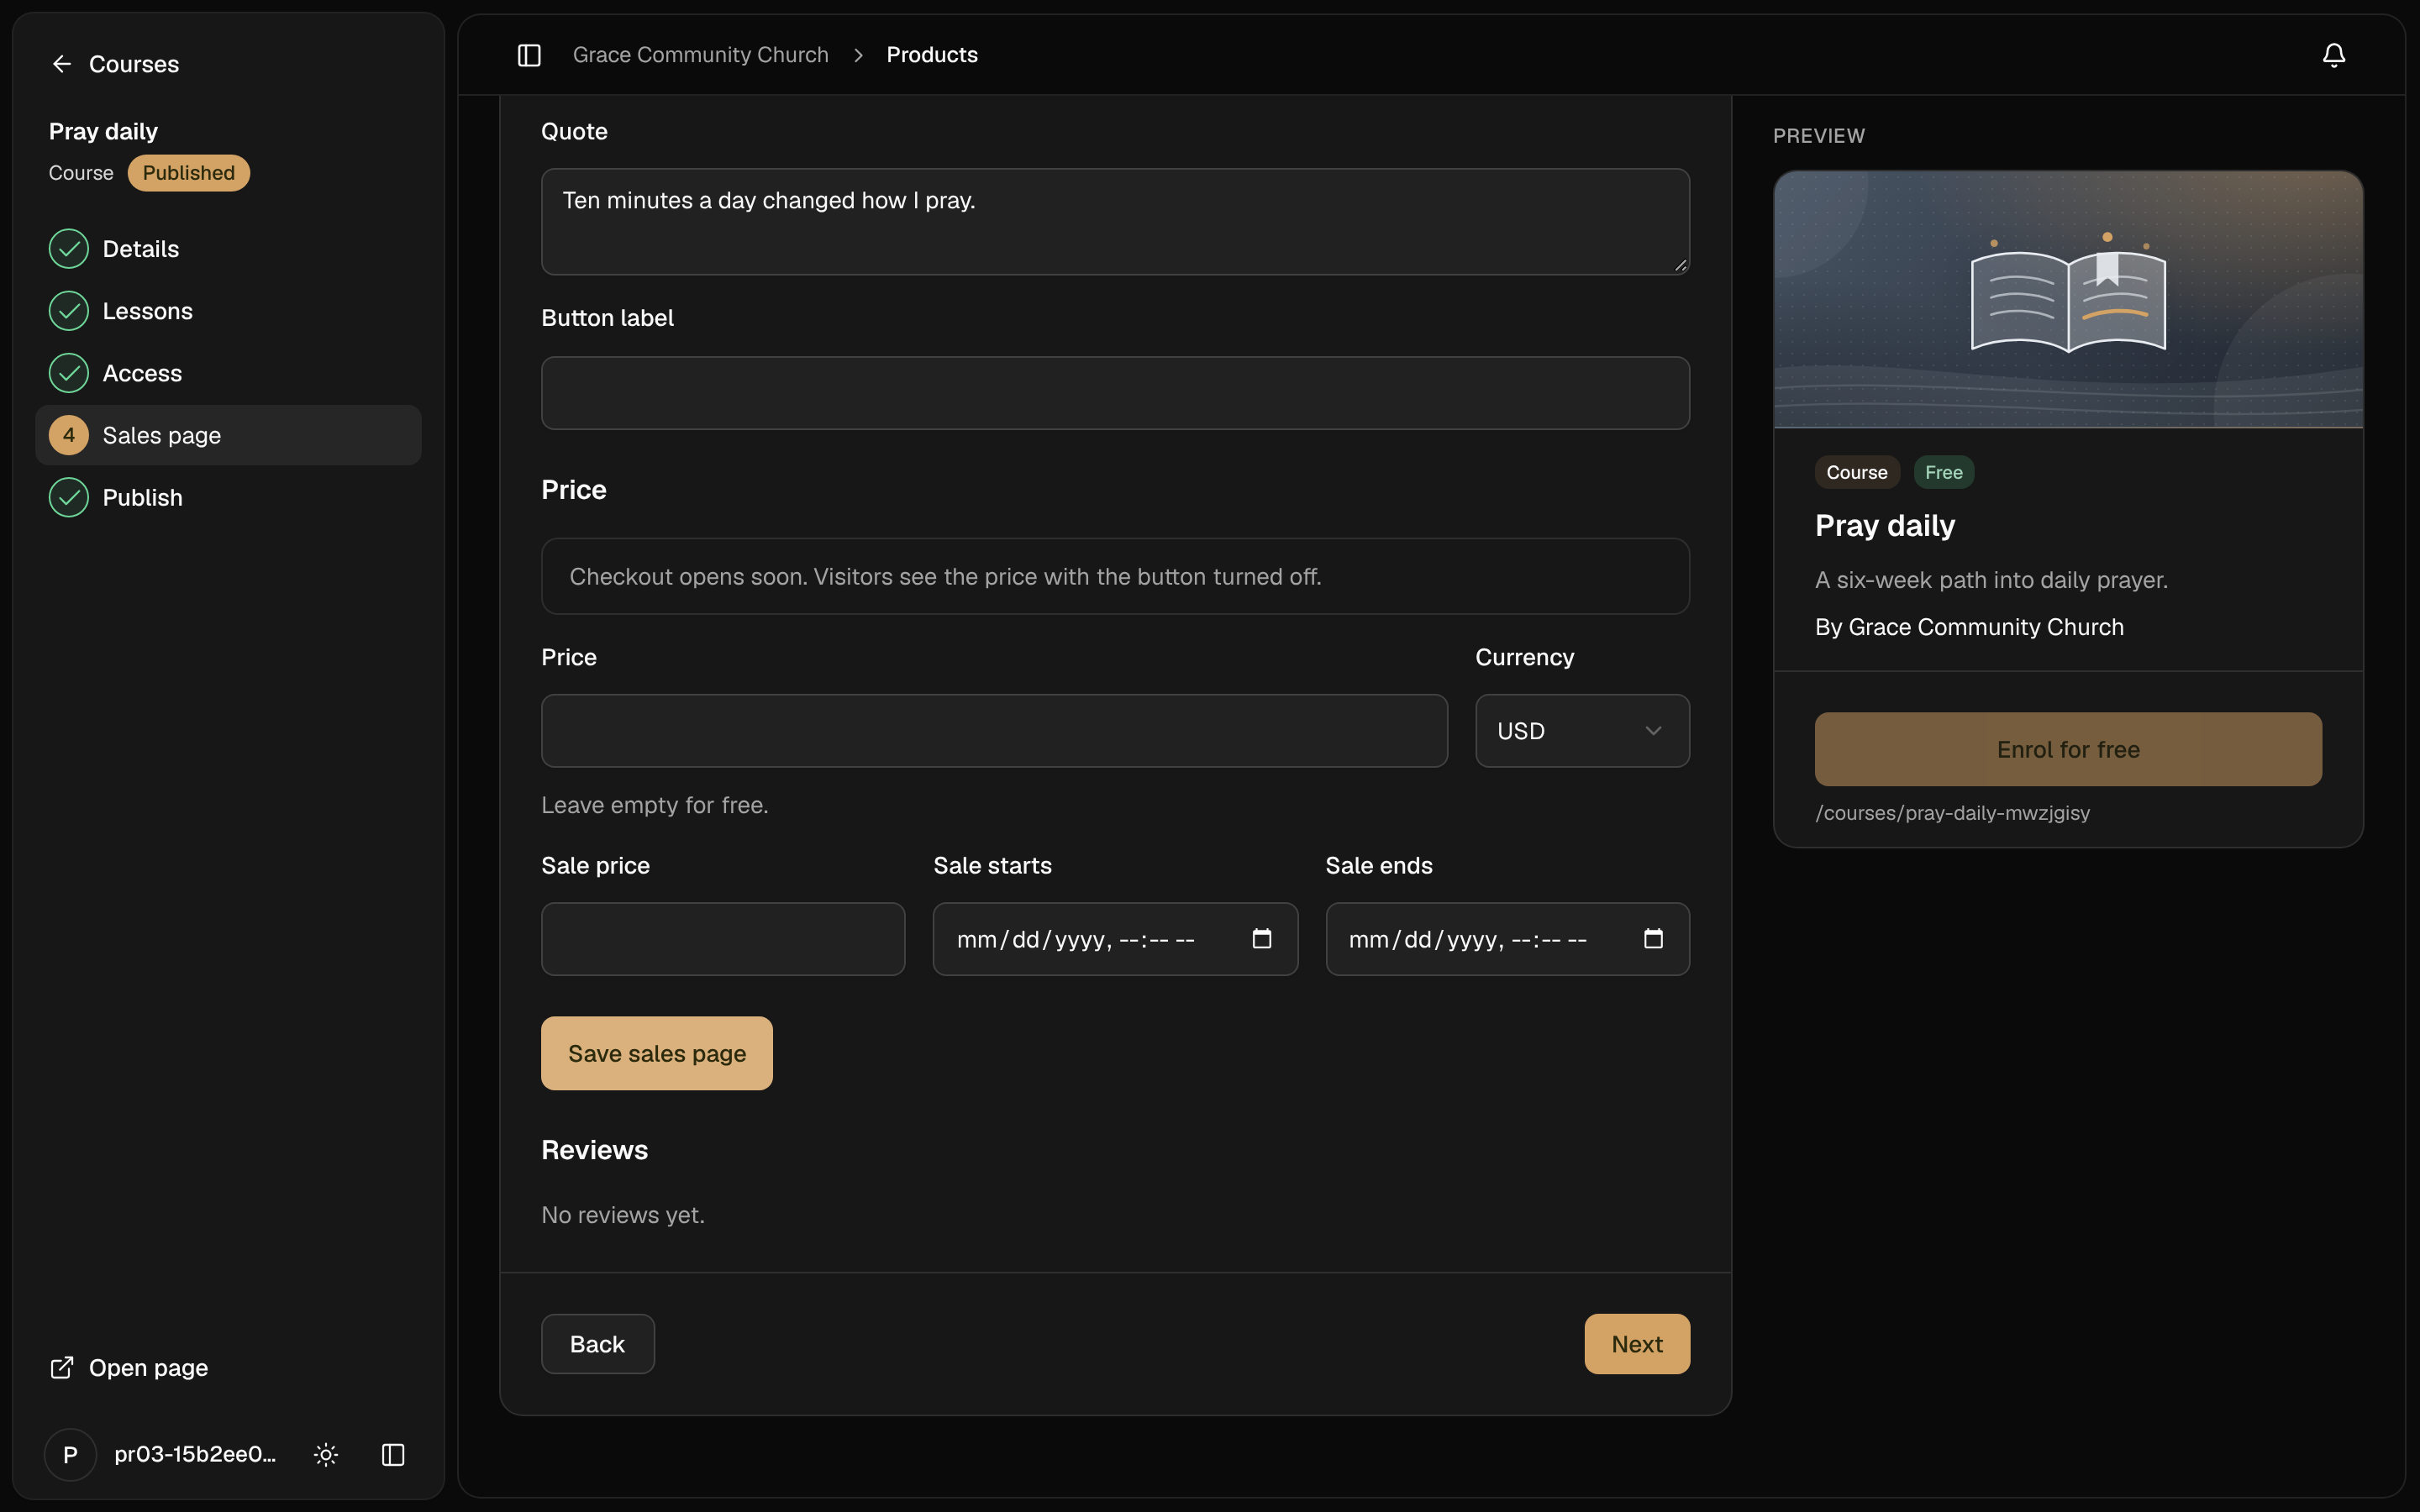 Courses
Pray daily
Course Published
Details
Lessons
Access
4 Sales page
Publish
Open page
P pr03-15b2ee0...
Grace Community Church > Products
Quote
Ten minutes a day changed how I pray.
Button label
Price
Checkout opens soon. Visitors see the price with the button turned off.
Price Currency
USD
Leave empty for free.
Sale price Sale starts Sale ends
mm/dd/yyyy, --:-- -- mm/dd/yyyy, --:-- --
Save sales page
Reviews
No reviews yet.
Back Next
PREVIEW
Course Free
Pray daily
A six-week path into daily prayer.
By Grace Community Church
Enrol for free
/courses/pray-daily-mwzjgisy